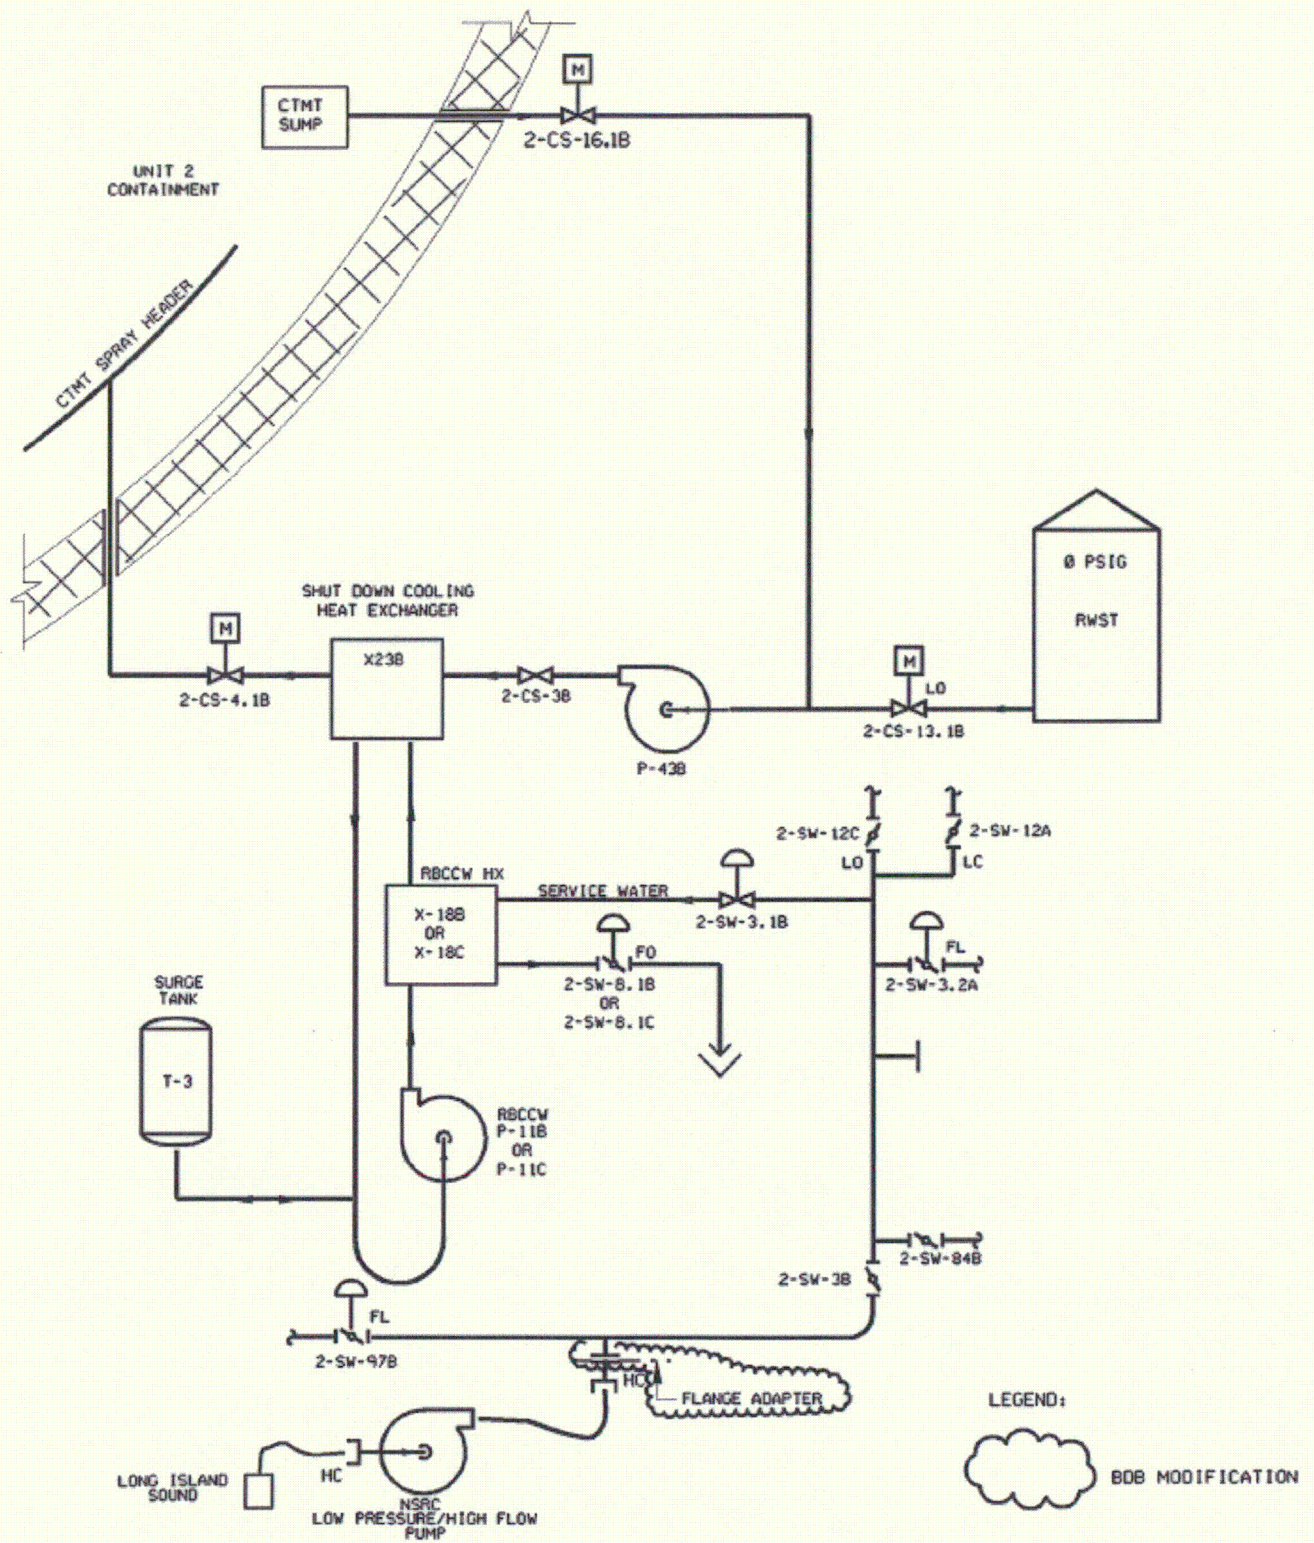 M
CTMT
SUMP
2-CS-16.1B
UNIT 2
CONTAINMENT
CTMT SPRAY HEADER
Ø PSIG
RWST
SHUT DOWN COOLING
HEAT EXCHANGER
M
X23B
M
LO
2-CS-4.1B
2-CS-3B
2-CS-13.1B
P-43B
2-SW-12C
2-SW-12A
LO
LC
RBCCW HX
SERVICE WATER
2-SW-3.1B
X-18B
OR
X-18C
FO
FL
2-SW-8.1B
OR
2-SW-8.1C
2-SW-3.2A
SURGE
TANK
T-3
RBCCW
P-11B
OR
P-11C
2-SW-84B
2-SW-3B
FL
2-SW-97B
HC
FLANGE ADAPTER
LEGEND:
BDB MODIFICATION
HC
LONG ISLAND
SOUND
NSRC
LOW PRESSURE/HIGH FLOW
PUMP